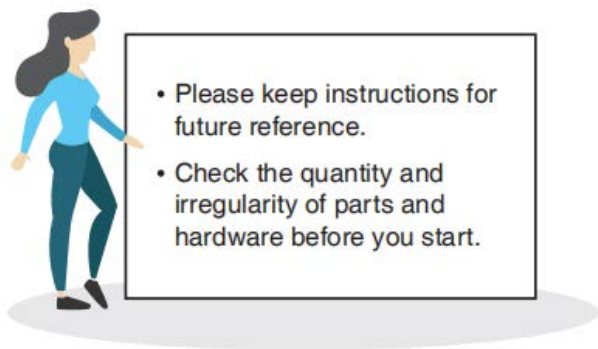 • Please keep instructions for
future reference.
• Check the quantity and
irregularity of parts and
hardware before you start.